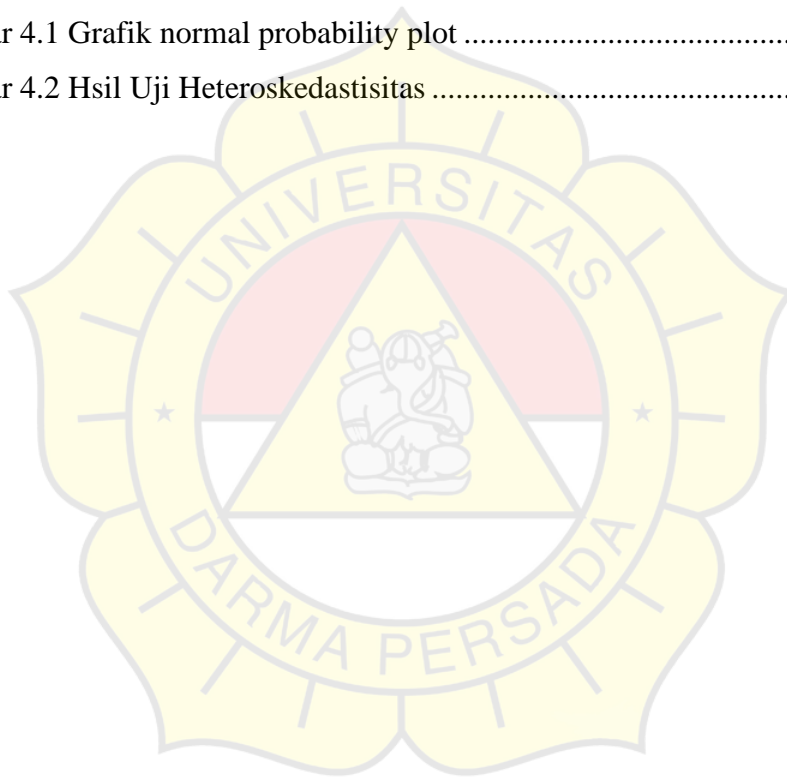 r 4.1 Grafik normal probability plot ........................................
r 4.2 Hsil Uji Heteroskedastisitas ............................................
UNIVERSITAS
DARMA PERSADA